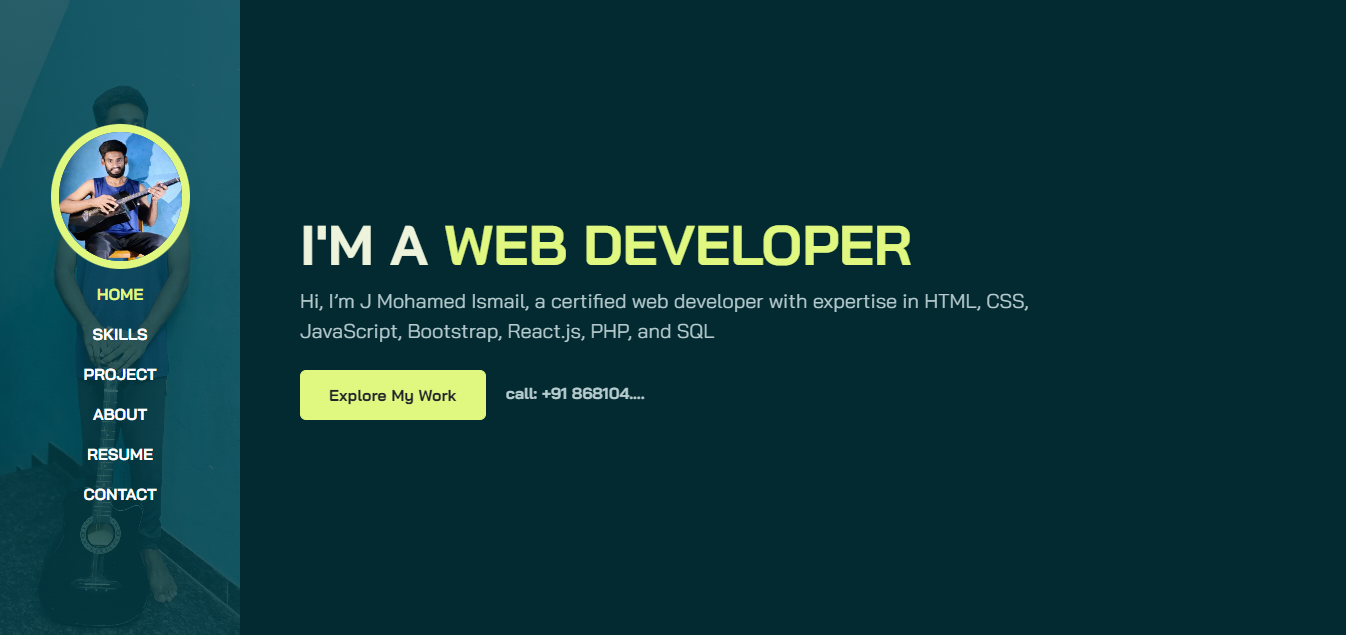 HOME
SKILLS
PROJECT
ABOUT
RESUME
CONTACT
I'M A WEB DEVELOPER
Hi, I’m J Mohamed Ismail, a certified web developer with expertise in HTML, CSS,
JavaScript, Bootstrap, React.js, PHP, and SQL
Explore My Work
call: +91 868104....